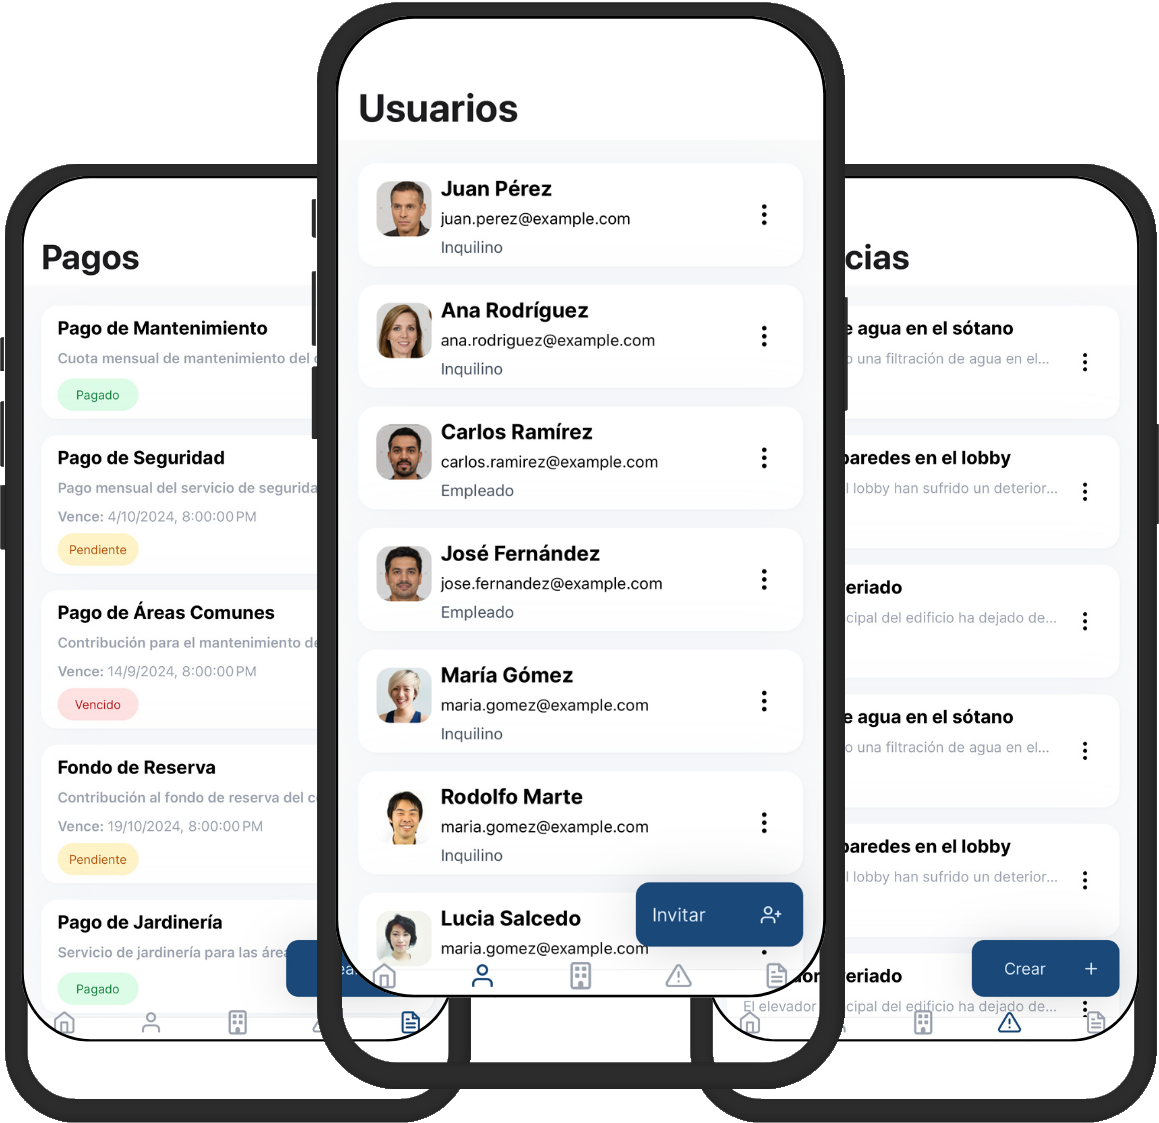 Usuarios
Juan Pérez
juan.perez@example.com
Inquilino
Ana Rodríguez
ana.rodriguez@example.com
Inquilino
Carlos Ramírez
carlos.ramirez@example.com
Empleado
José Fernández
jose.fernandez@example.com
Empleado
María Gómez
maria.gomez@example.com
Inquilino
Rodolfo Marte
maria.gomez@example.com
Inquilino
Lucia Salcedo
maria.gomez@example.com
Invitar
Pagos
Pago de Mantenimiento
Cuota mensual de mantenimiento del
Pagado
Pago de Seguridad
Pago mensual del servicio de segurida
Vence: 4/10/2024, 8:00:00 PM
Pendiente
Pago de Áreas Comunes
Contribución para el mantenimiento de
Vence: 14/9/2024, 8:00:00 PM
Vencido
Fondo de Reserva
Contribución al fondo de reserva del c
Vence: 19/10/2024, 8:00:00 PM
Pendiente
Pago de Jardinería
Servicio de jardinería para las área
Pagado
cias
e agua en el sótano
o una filtración de agua en el...
paredes en el lobby
l lobby han sufrido un deterior...
eriado
cipal del edificio ha dejado de...
e agua en el sótano
o una filtración de agua en el...
paredes en el lobby
l lobby han sufrido un deterior...
dor eriado
El elevador ncipal del edificio ha dejado de...
Crear +